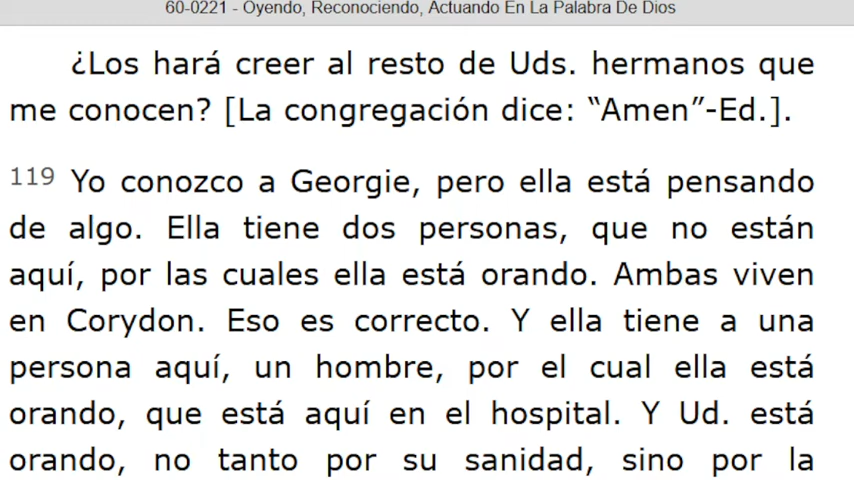 60-0221 - Oyendo, Reconociendo, Actuando En La Palabra De Dios
¿Los hará creer al resto de Uds. hermanos que
me conocen? [La congregación dice: “Amen”-Ed.].
119 Yo conozco a Georgie, pero ella está pensando
de algo. Ella tiene dos personas, que no están
aquí, por las cuales ella está orando. Ambas viven
en Corydon. Eso es correcto. Y ella tiene a una
persona aquí, un hombre, por el cual ella está
orando, que está aquí en el hospital. Y Ud. está
orando, no tanto por su sanidad, sino por la